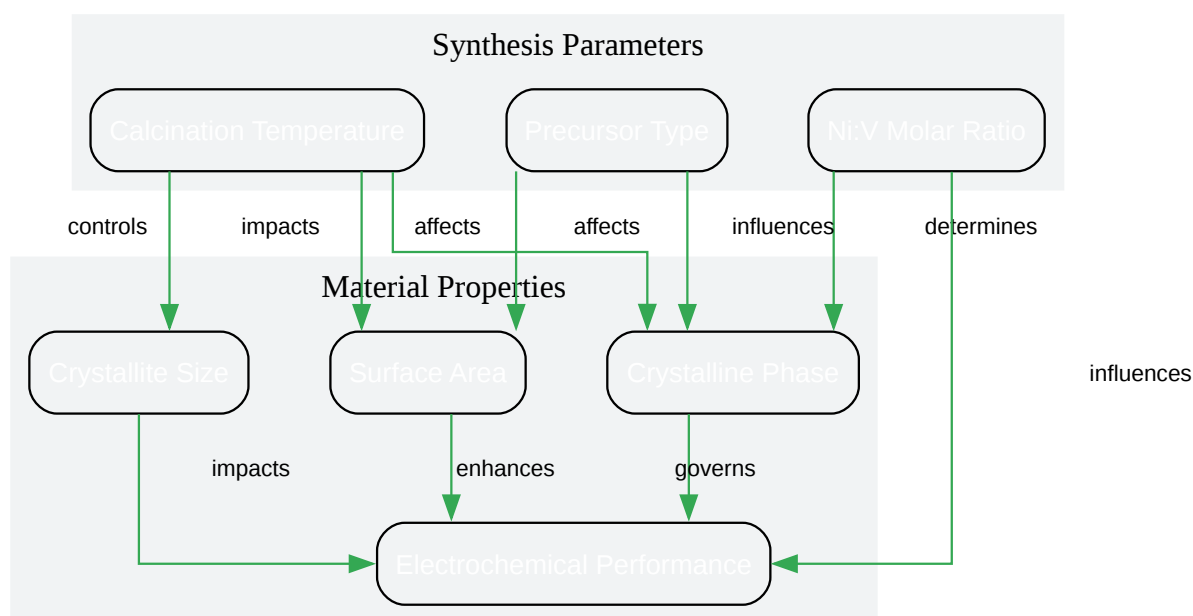 Synthesis Parameters
Calcination Temperature
Precursor Type
Ni:V Molar Ratio
controls
impacts
affects
affects
influences
determines
Material Properties
Crystallite Size
Surface Area
Crystalline Phase
influences
impacts
enhances
governs
Electrochemical Performance